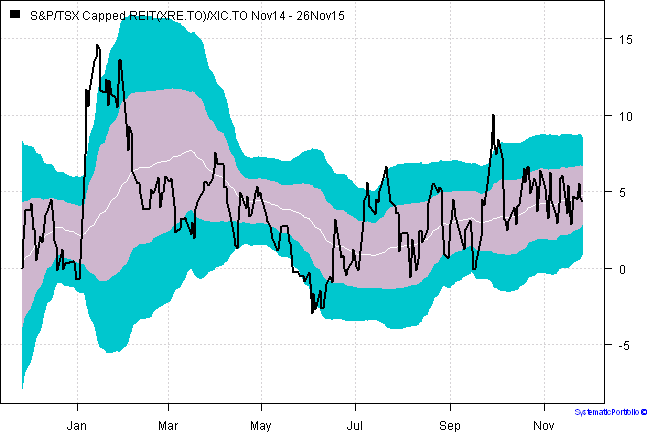 S&P/TSX Capped REIT(XRE.TO)/XIC.TO Nov14 - 26Nov15
15
10
5
0
-5
Jan Mar May Jul Sep Nov
SystematicPortfolio ©